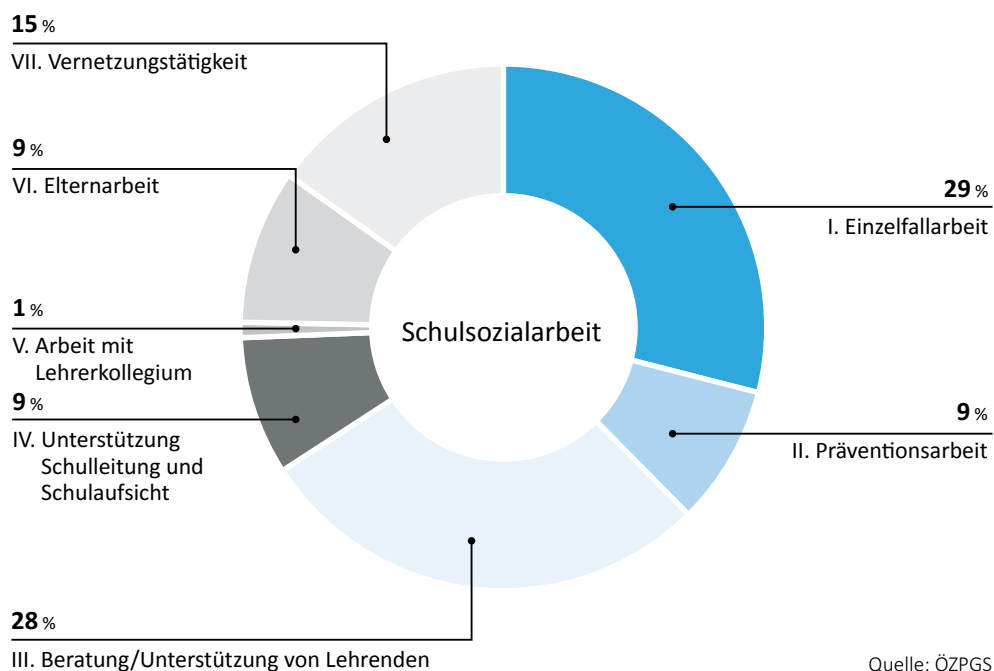 15 %
VII. Vernetzungstätigkeit
9 %
VI. Elternarbeit
1 %
V. Arbeit mit
Lehrerkollegium
9 %
IV. Unterstützung
Schulleitung und
Schulaufsicht
28 %
III. Beratung/Unterstützung von Lehrenden
Schulsozialarbeit
29 %
I. Einzelfallarbeit
9 %
II. Präventionsarbeit
Quelle: ÖZPGS